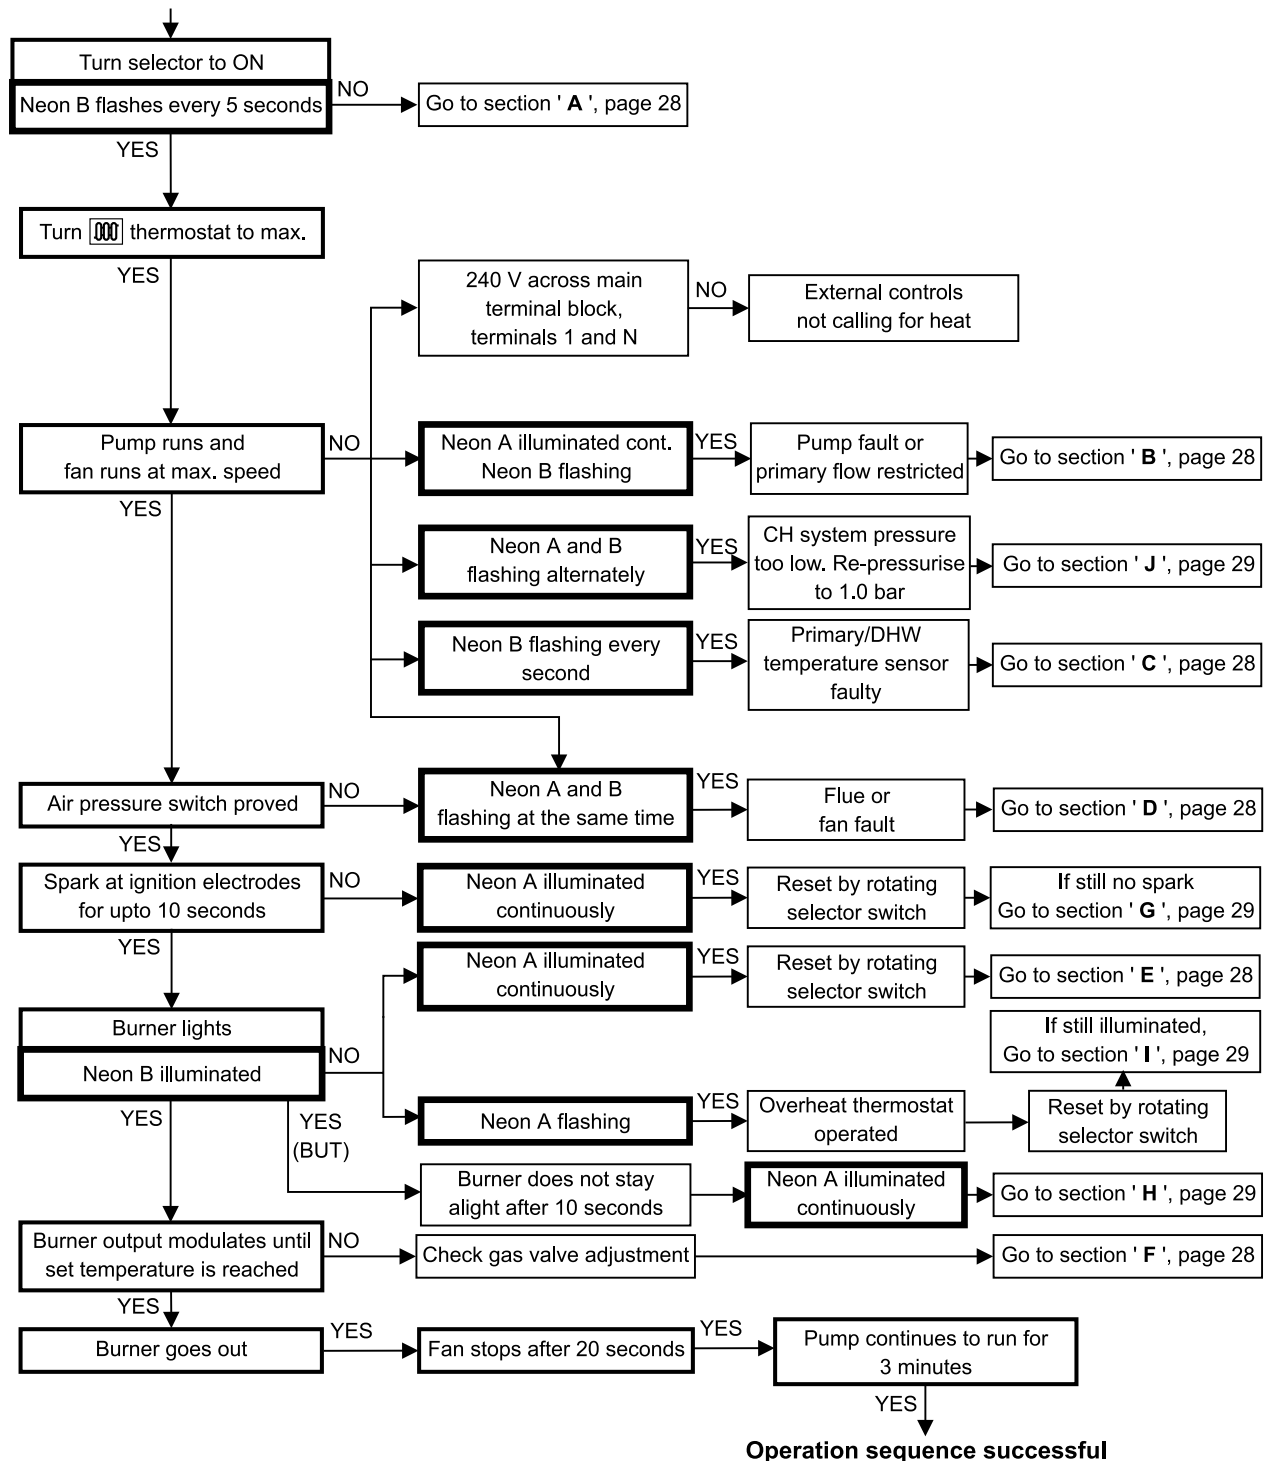 Turn selector to ON
Neon B flashes every 5 seconds
NO
Go to section ' A ', page 28
YES
Turn thermostat to max.
YES
240 V across main
terminal block,
terminals 1 and N
NO
External controls
not calling for heat
Pump runs and
fan runs at max. speed
NO
Neon A illuminated cont.
Neon B flashing
YES
Pump fault or
primary flow restricted
Go to section ' B ', page 28
YES
Neon A and B
flashing alternately
YES
CH system pressure
too low. Re-pressurise
to 1.0 bar
Go to section ' J ', page 29
Neon B flashing every
second
YES
Primary/DHW
temperature sensor
faulty
Go to section ' C ', page 28
Air pressure switch proved
NO
Neon A and B
flashing at the same time
YES
Flue or
fan fault
Go to section ' D ', page 28
YES
Spark at ignition electrodes
for upto 10 seconds
NO
Neon A illuminated
continuously
YES
Reset by rotating
selector switch
If still no spark
Go to section ' G ', page 29
YES
Neon A illuminated
continuously
YES
Reset by rotating
selector switch
Go to section ' E ', page 28
Burner lights
Neon B illuminated
NO
If still illuminated,
Go to section ' I ', page 29
Neon A flashing
YES
Overheat thermostat
operated
Reset by rotating
selector switch
YES
YES
(BUT)
Burner does not stay
alight after 10 seconds
Neon A illuminated
continuously
Go to section ' H ', page 29
Burner output modulates until
set temperature is reached
NO
Check gas valve adjustment
Go to section ' F ', page 28
YES
Burner goes out
YES
Fan stops after 20 seconds
YES
Pump continues to run for
3 minutes
YES
Operation sequence successful